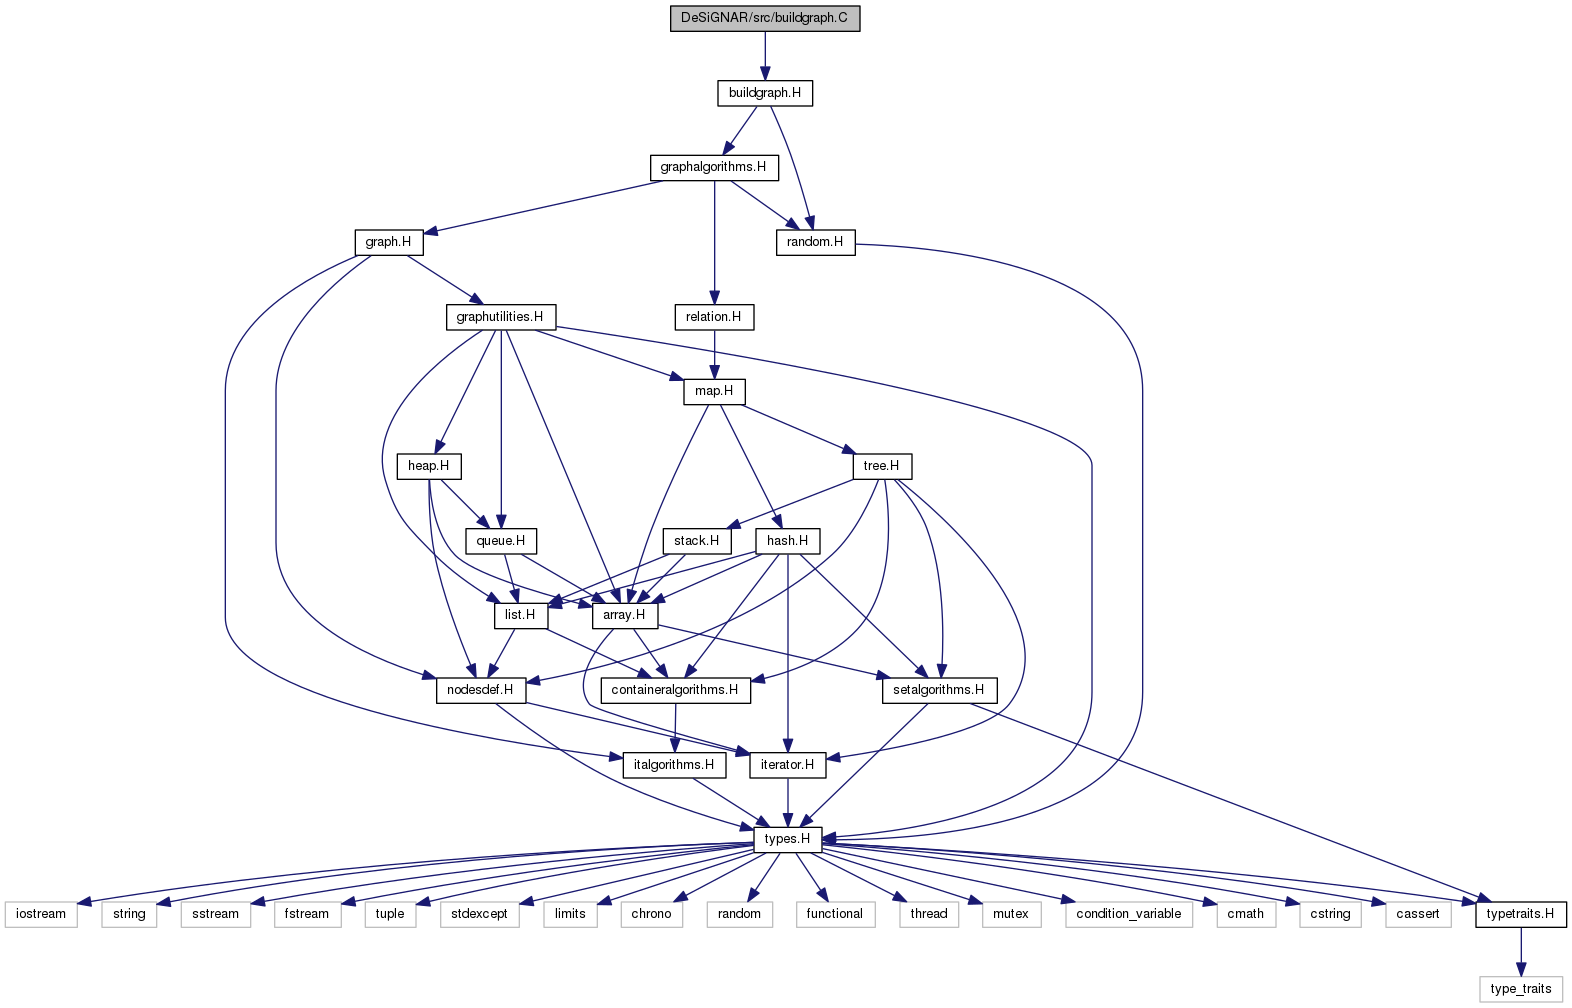 DeSiGNAR/src/buildgraph.C
buildgraph.H
graphalgorithms.H
graph.H
random.H
graphutilities.H
relation.H
map.H
heap.H
tree.H
queue.H
stack.H
hash.H
list.H
array.H
nodesdef.H
containeralgorithms.H
setalgorithms.H
italgorithms.H
iterator.H
types.H
iostream
string
sstream
fstream
tuple
stdexcept
limits
chrono
random
functional
thread
mutex
condition_variable
cmath
cstring
cassert
typetraits.H
type_traits